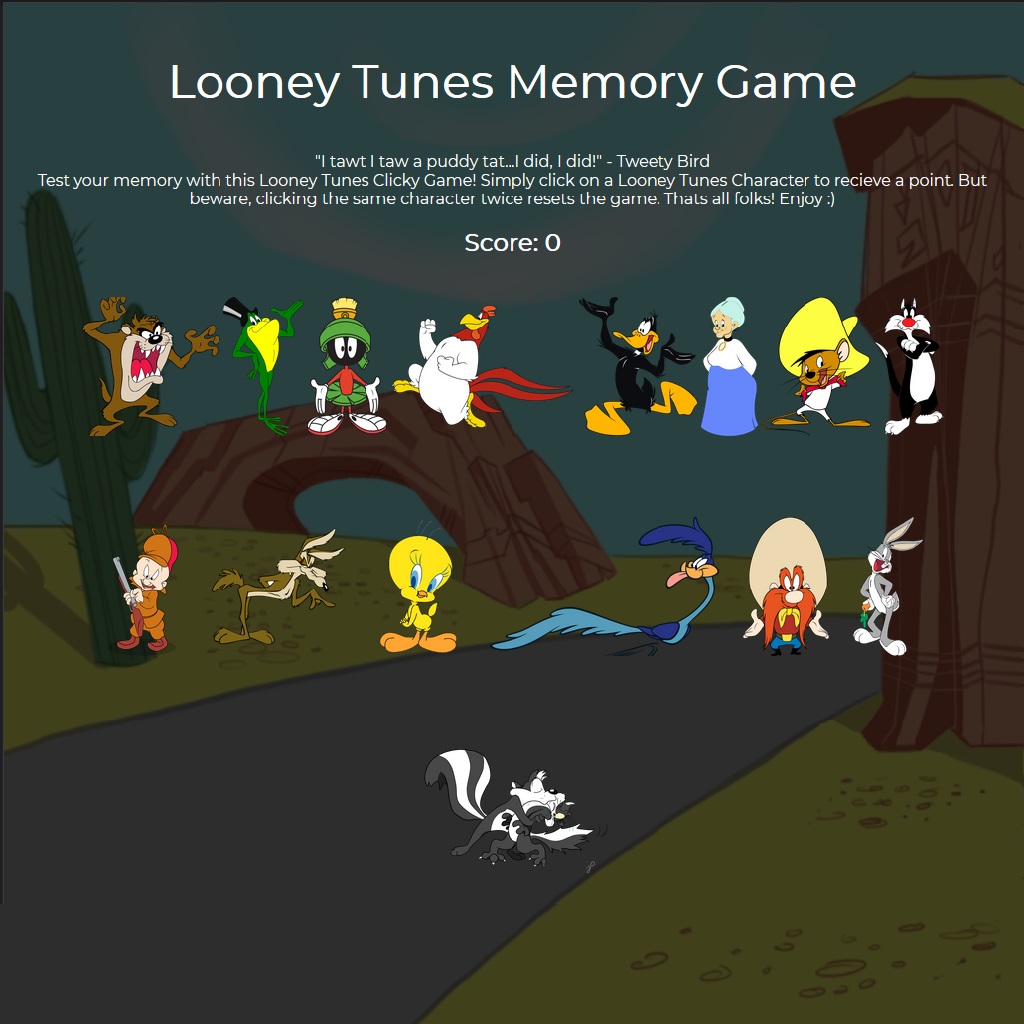 Looney Tunes Memory Game
"I tawt I taw a puddy tat...I did, I did!" - Tweety Bird
Test your memory with this Looney Tunes Clicky Game! Simply click on a Looney Tunes Character to recieve a point. But
beware, clicking the same character twice resets the game. Thats all folks! Enjoy :)
Score: 0